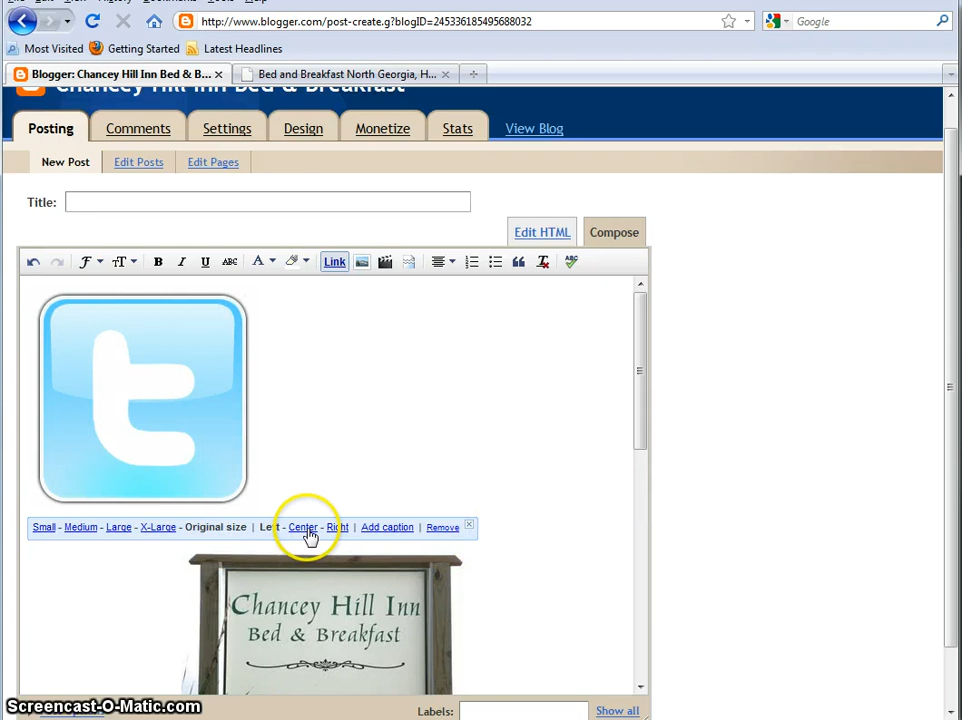 http://www.blogger.com/post-create.g?blogID=245336185495688032
Google
Most Visited
Getting Started
Latest Headlines
Blogger: Chancey Hill Inn Bed & B...
Bed and Breakfast North Georgia, H...
Chancey Hill Inn Bed & Breakfast
Posting
Comments
Settings
Design
Monetize
Stats
View Blog
New Post
Edit Posts
Edit Pages
Title:
Edit HTML
Compose
B I U ABC A Link ABC
t
Small - Medium - Large - X-Large - Original size | Left - Center - Right | Add caption | Remove
Chancey Hill Inn
Bed & Breakfast
Screencast-O-Matic.com
Labels:
Show all